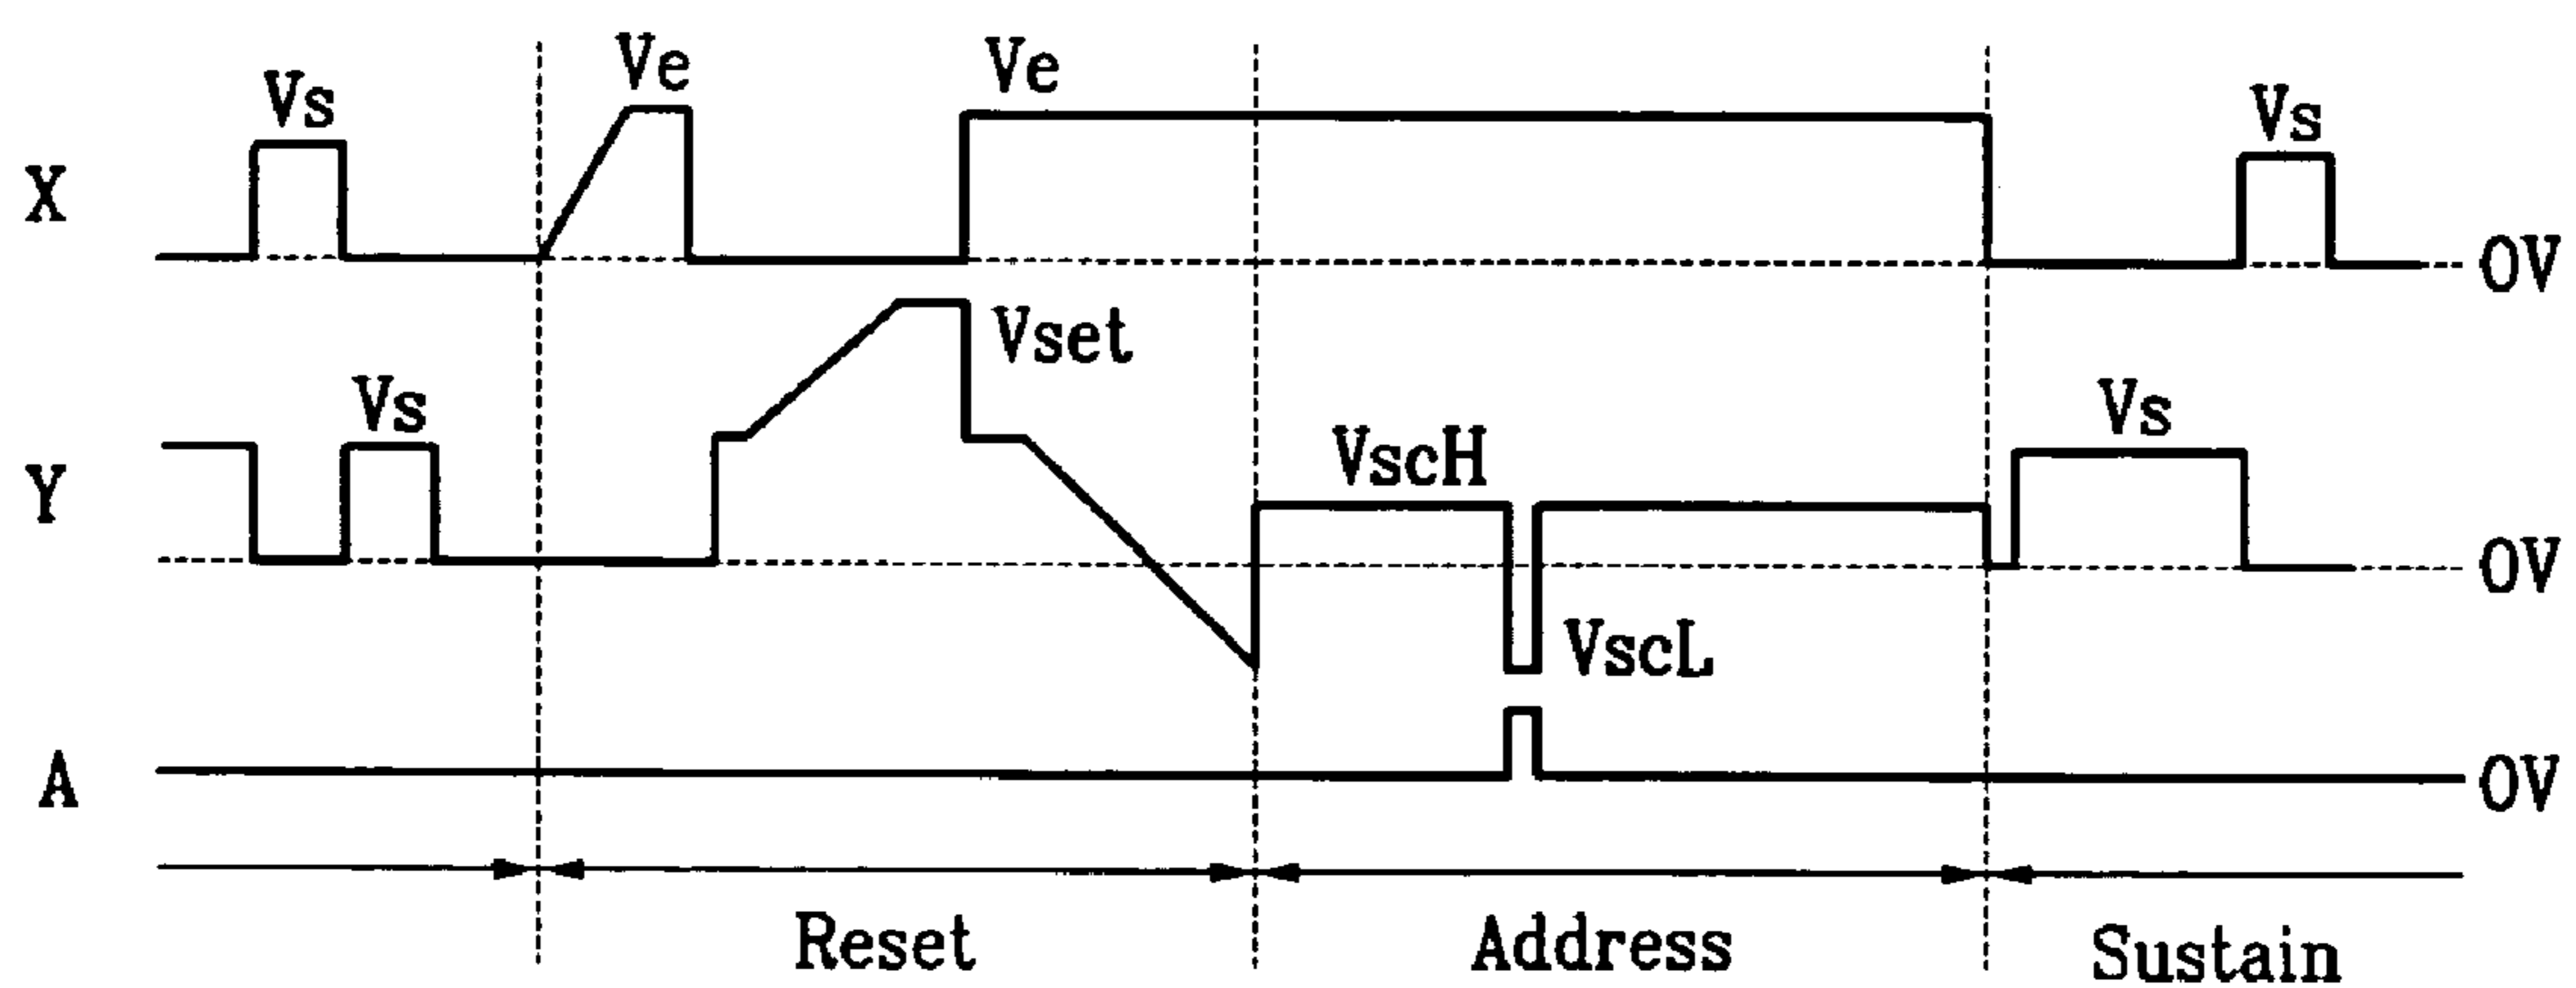 Ve
Ve
Vs
Vs
X
0V
Vset
Vs
Vs
VscH
Y
0V
VscL
A
0V
Reset
Address
Sustain